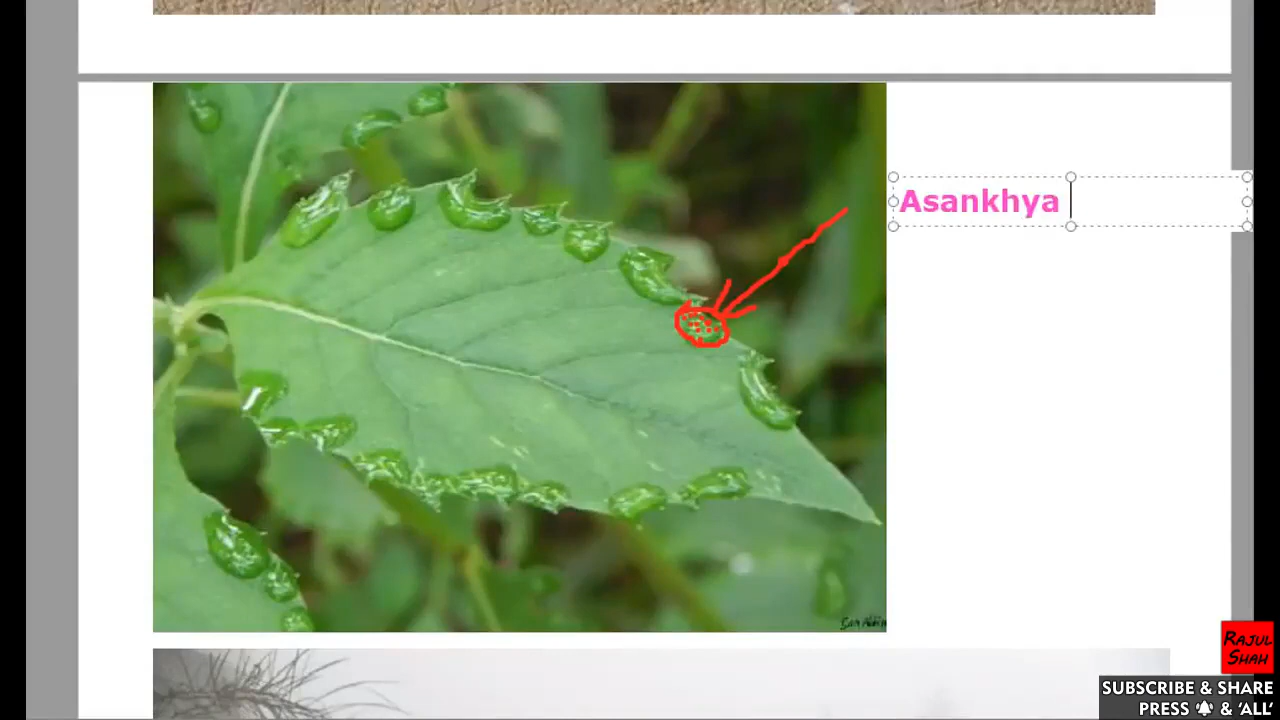 Asankhya
RAJUL
SHAH
SUBSCRIBE & SHARE
PRESS 🔔 & 'ALL'